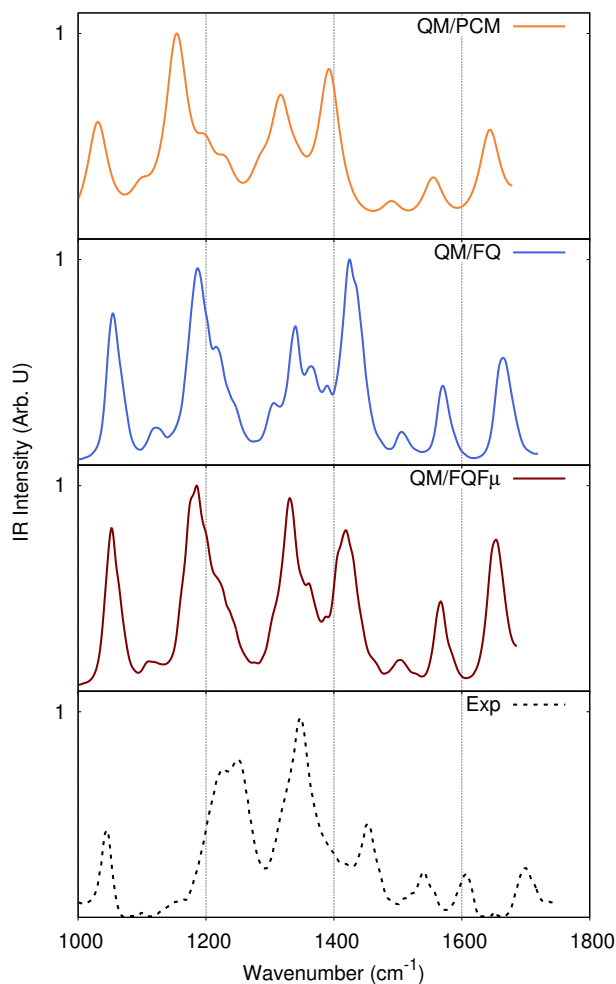 QM/PCM
1
QM/FQ
1
QM/FQFμ
1
Exp
1
IR Intensity (Arb. U)
1000 1200 1400 1600 1800
Wavenumber (cm⁻¹)